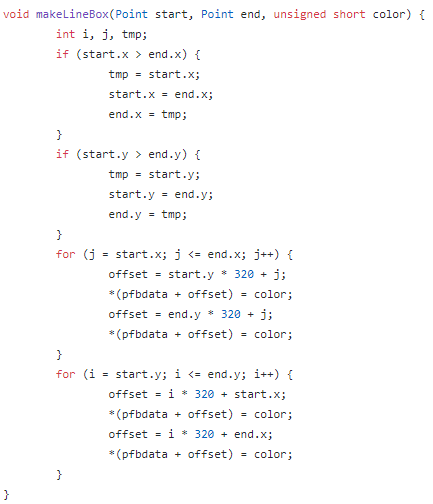 void makeLineBox(Point start, Point end, unsigned short color) {
        int i, j, tmp;
        if (start.x > end.x) {
                tmp = start.x;
                start.x = end.x;
                end.x = tmp;
        }
        if (start.y > end.y) {
                tmp = start.y;
                start.y = end.y;
                end.y = tmp;
        }
        for (j = start.x; j <= end.x; j++) {
                offset = start.y * 320 + j;
                *(pfbdata + offset) = color;
                offset = end.y * 320 + j;
                *(pfbdata + offset) = color;
        }
        for (i = start.y; i <= end.y; i++) {
                offset = i * 320 + start.x;
                *(pfbdata + offset) = color;
                offset = i * 320 + end.x;
                *(pfbdata + offset) = color;
        }
}